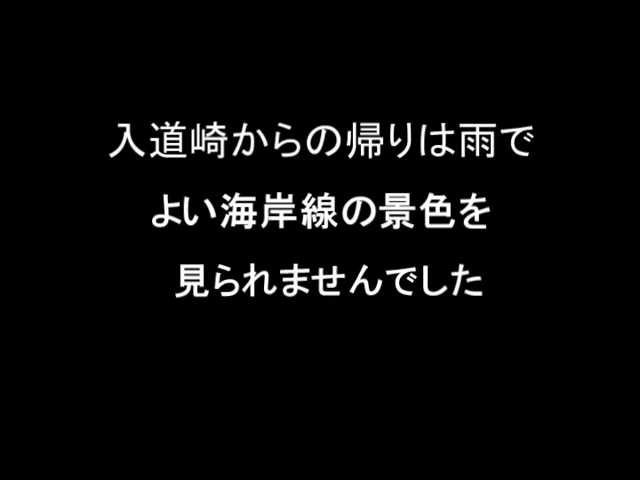 入道崎からの帰りは雨で
よい海岸線の景色を
見られませんでした